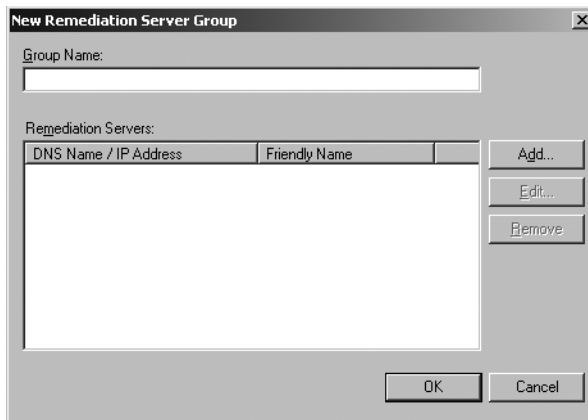 New Remediation Server Group
Group Name:
Remediation Servers:
DNS Name / IP Address Friendly Name
Add...
Edit...
Remove
OK Cancel